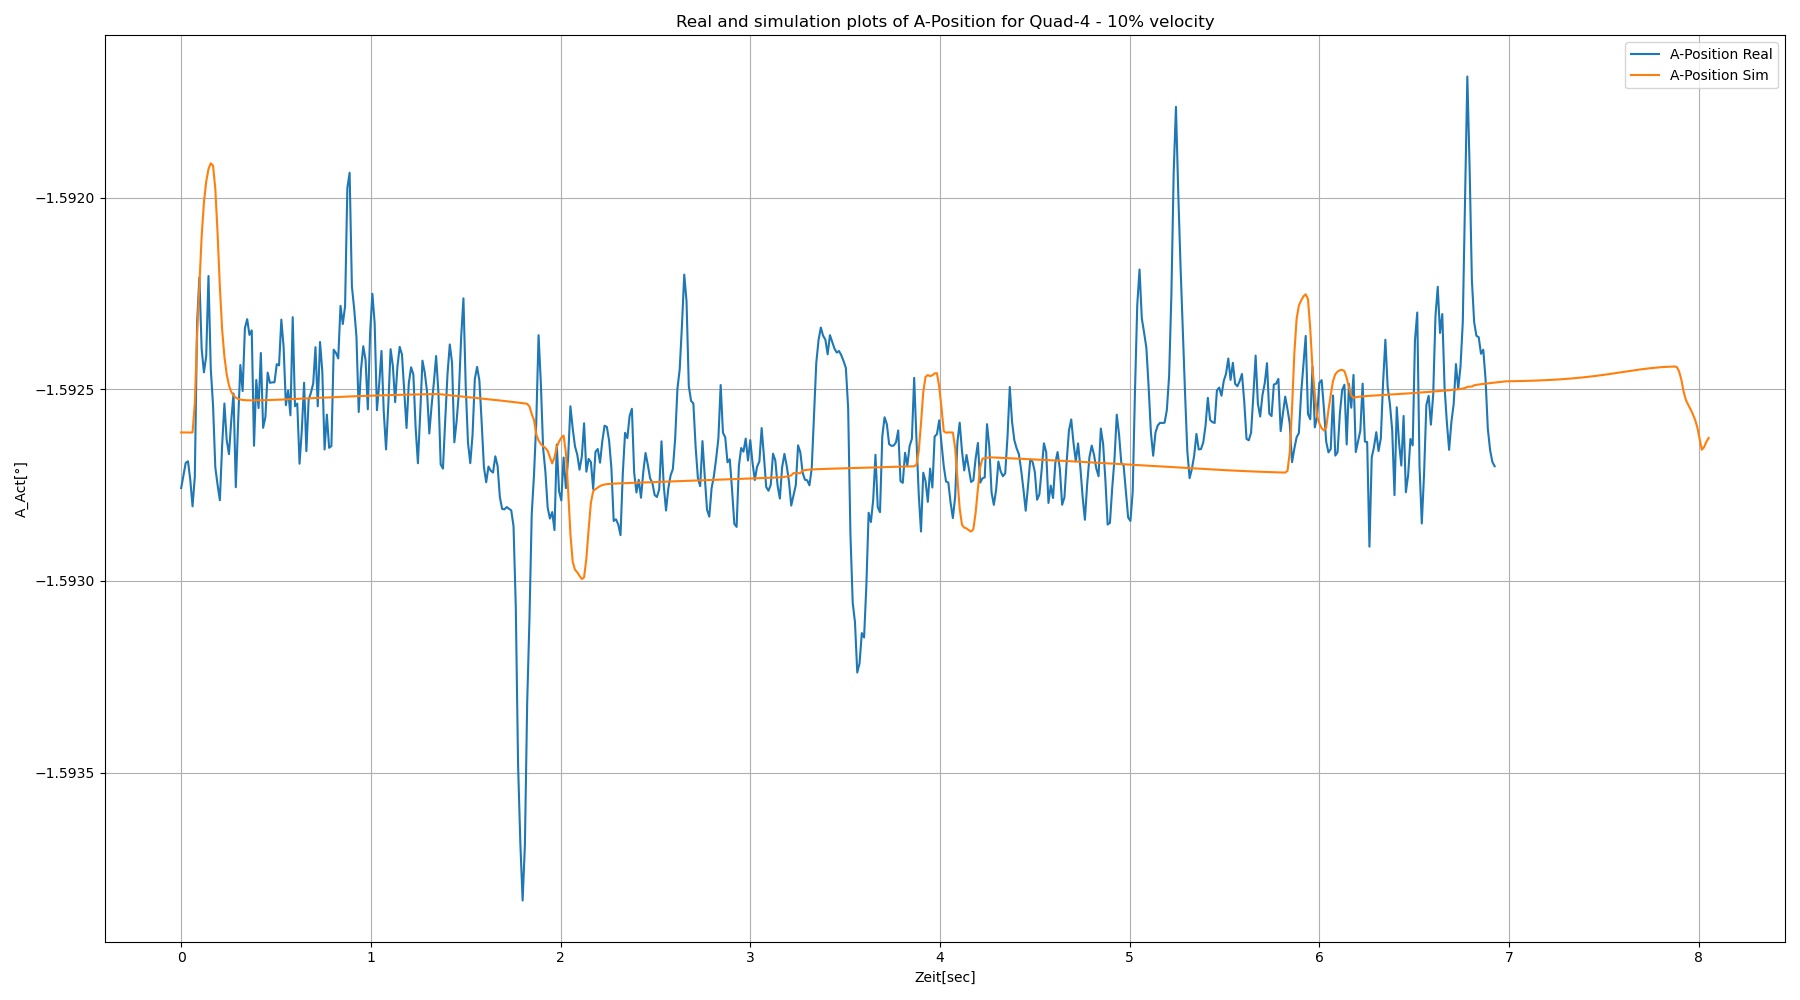 Real and simulation plots of A-Position for Quad-4 - 10% velocity
A-Position Real
A-Position Sim
−1.5920
−1.5925
−1.5930
−1.5935
A_Act[°]
0 1 2 3 4 5 6 7 8
Zeit[sec]